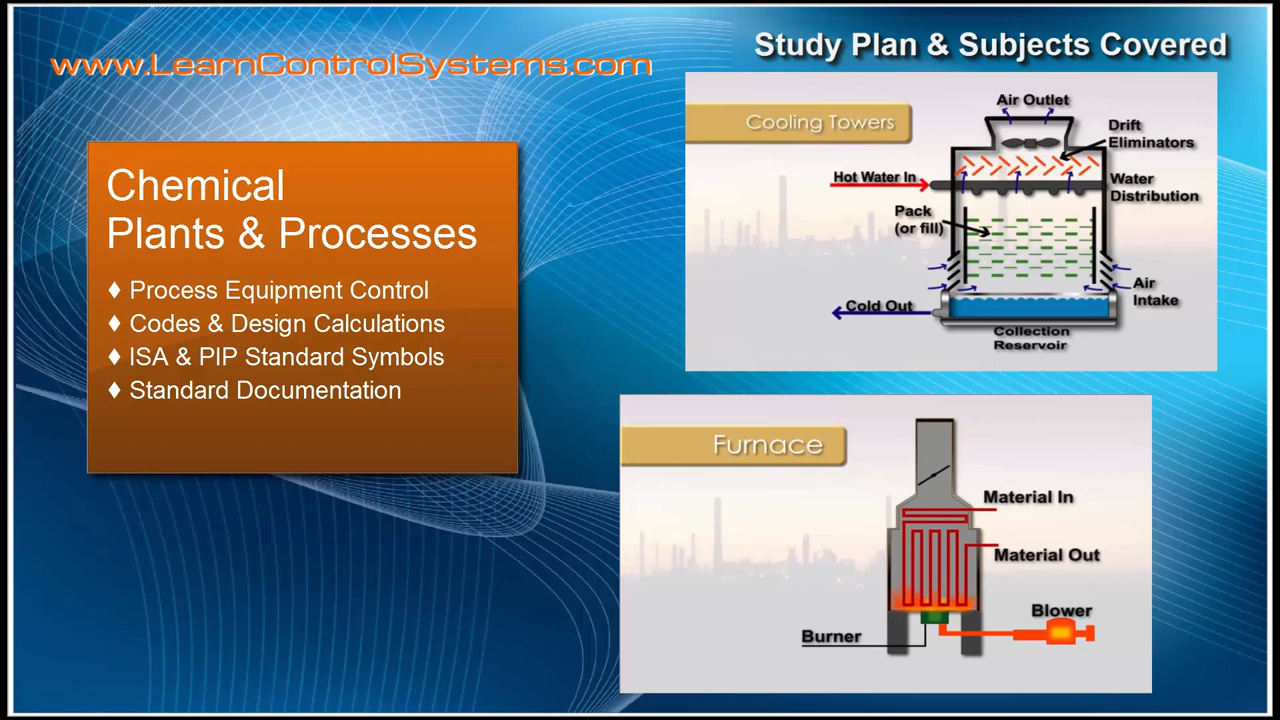 www.LearnControlSystems.com
Study Plan & Subjects Covered
Chemical
Plants & Processes
♦ Process Equipment Control
♦ Codes & Design Calculations
♦ ISA & PIP Standard Symbols
♦ Standard Documentation
Cooling Towers
Air Outlet
Drift
Eliminators
Hot Water In
Water
Distribution
Pack
(or fill)
Air
Intake
Cold Out
Collection
Reservoir
Furnace
Material In
Material Out
Blower
Burner